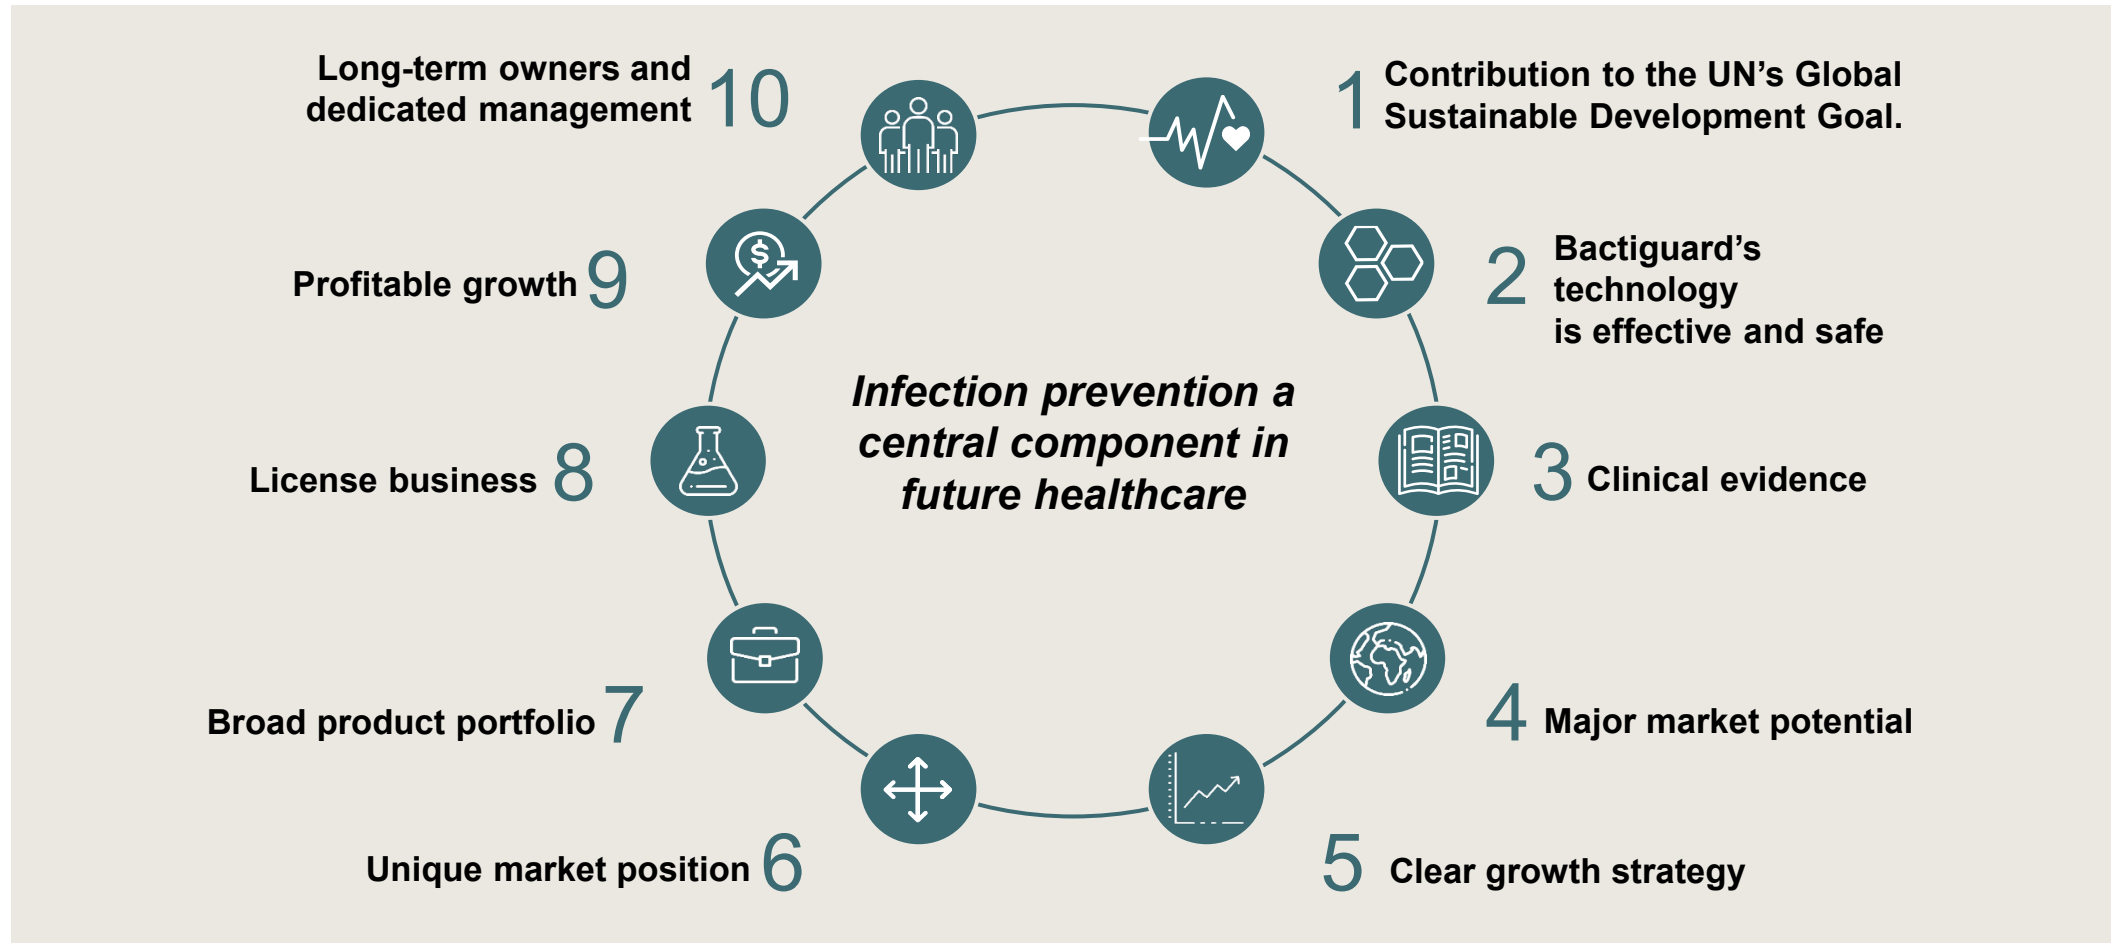 1
Contribution to the UN’s Global
Sustainable Development Goal.
2
Bactiguard’s
technology
is effective and safe
3
Clinical evidence
4
Major market potential
5
Clear growth strategy
6
Unique market position
7
Broad product portfolio
8
License business
9
Profitable growth
10
Long-term owners and
dedicated management
Infection prevention a
central component in
future healthcare
$